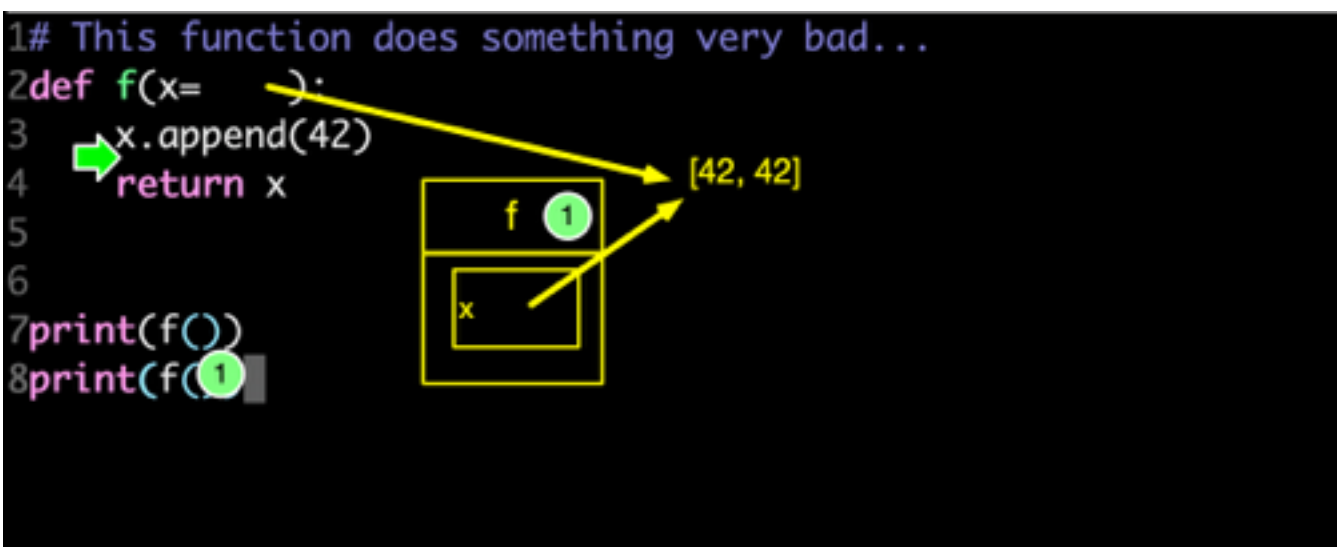 1# This function does something very bad...
2def f(x=    ):
3    x.append(42)
4    return x
5
6
7print(f())
8print(f(
1
[42, 42]
f 1
x